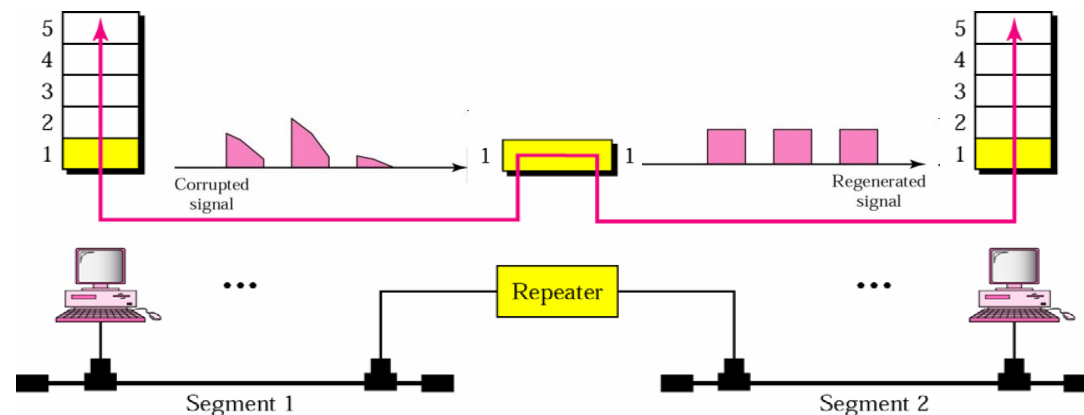 5
4
3
2
1
Corrupted
signal
1
1
Regenerated
signal
5
4
3
2
1
...
Repeater
...
Segment 1
Segment 2